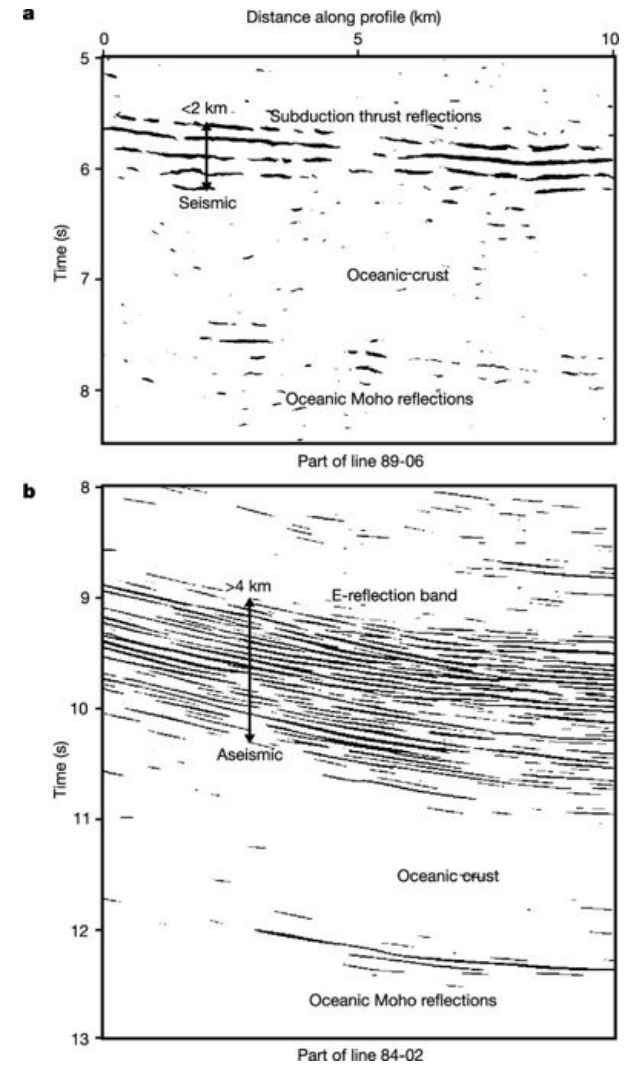 a
Distance along profile (km)
0 5 10
5
<2 km
Subduction thrust reflections
6
Seismic
Time (s)
7
Oceanic crust
8
Oceanic Moho reflections
Part of line 89-06
b
8
>4 km
9
E-reflection band
10
Aseismic
Time (s)
11
Oceanic crust
12
Oceanic Moho reflections
13
Part of line 84-02